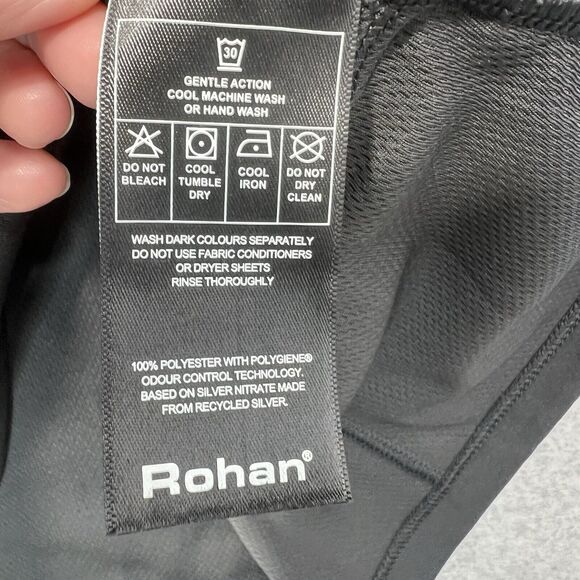 30
GENTLE ACTION
COOL MACHINE WASH
OR HAND WASH
DO NOT BLEACH
COOL TUMBLE DRY
COOL IRON
DO NOT DRY CLEAN
WASH DARK COLOURS SEPARATELY
DO NOT USE FABRIC CONDITIONERS
OR DRYER SHEETS
RINSE THOROUGHLY
100% POLYESTER WITH POLYGIENE®
ODOUR CONTROL TECHNOLOGY.
BASED ON SILVER NITRATE MADE
FROM RECYCLED SILVER.
Rohan®